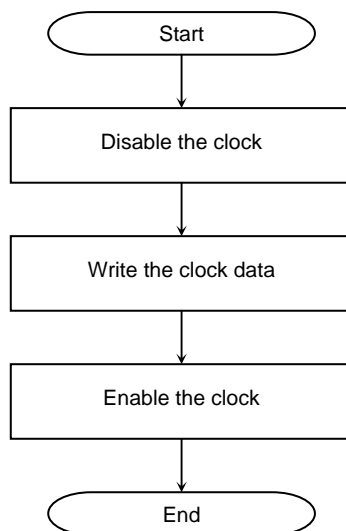 Start
Disable the clock
Write the clock data
Enable the clock
End